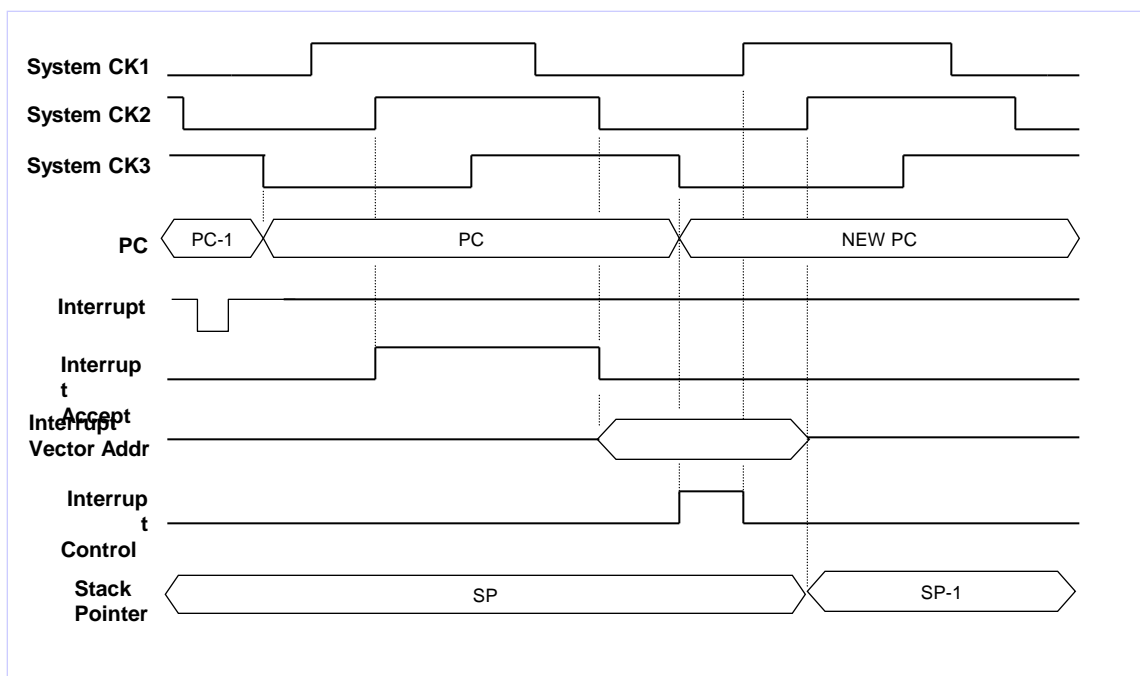 System CK1
System CK2
System CK3
PC
PC-1
PC
NEW PC
Interrupt
Interrup
t
Accept
Interrupt
Vector Addr
Interrup
t
Control
Stack
Pointer
SP
SP-1